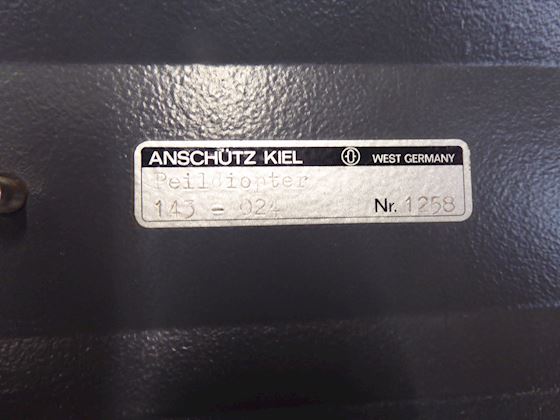 ANSCHÜTZ KIEL WEST GERMANY
Peildiopter
143 - 024 Nr. 1258